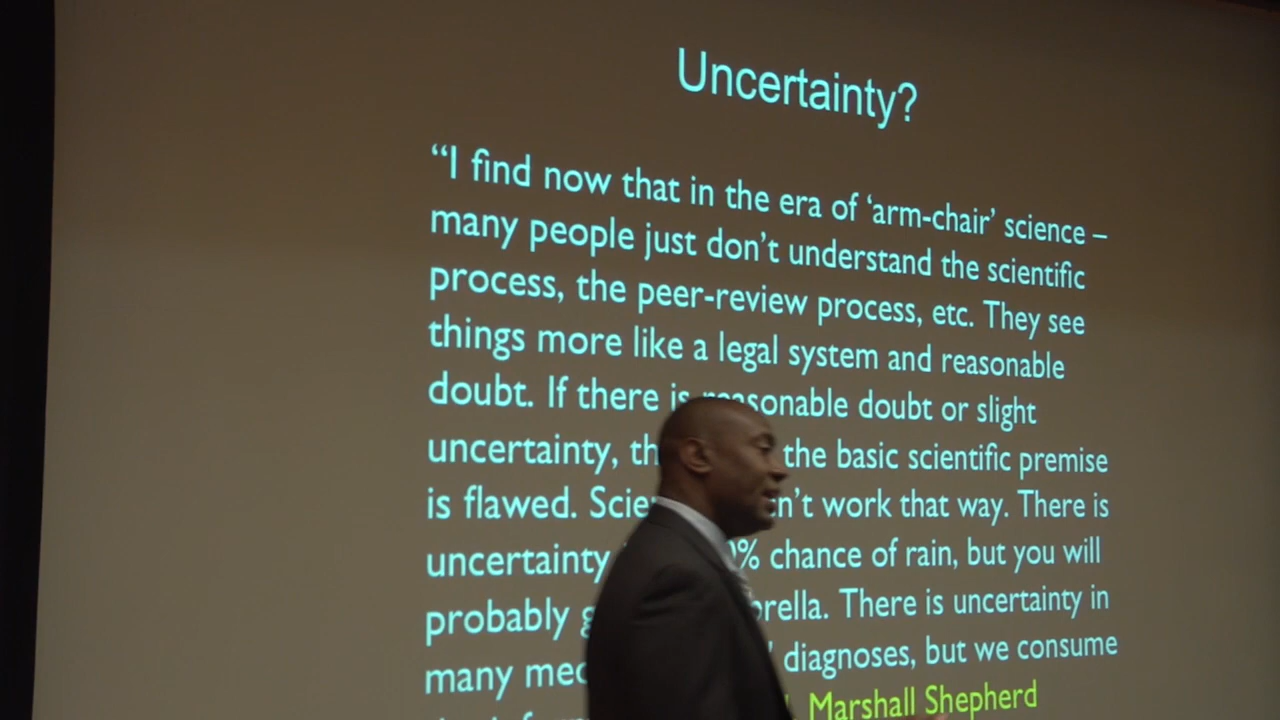 Uncertainty?
“I find now that in the era of ‘arm-chair’ science –
many people just don’t understand the scientific
process, the peer-review process, etc. They see
things more like a legal system and reasonable
doubt. If there is reasonable doubt or slight
uncertainty, the basic scientific premise
is flawed. work that way. There is
uncertainty chance of rain, but you will
probably There is uncertainty in
many diagnoses, but we consume
Marshall Shepherd